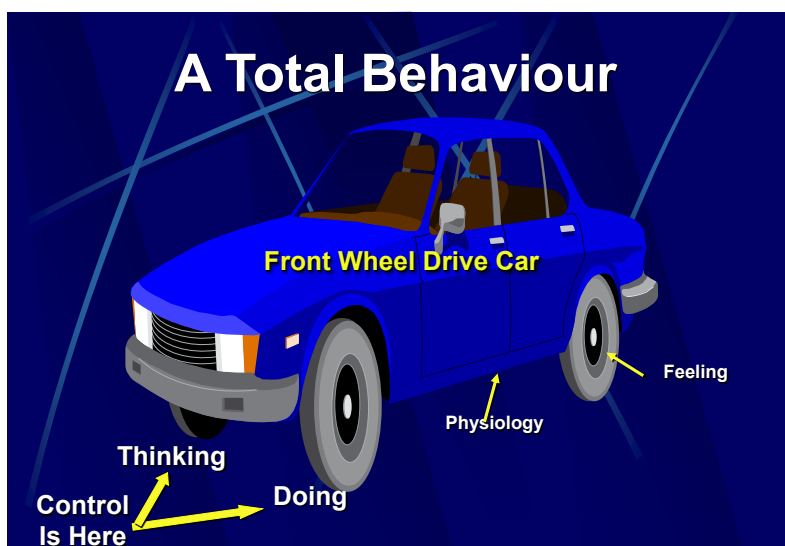 A Total Behaviour
Front Wheel Drive Car
Feeling
Physiology
Thinking
Doing
Control
Is Here